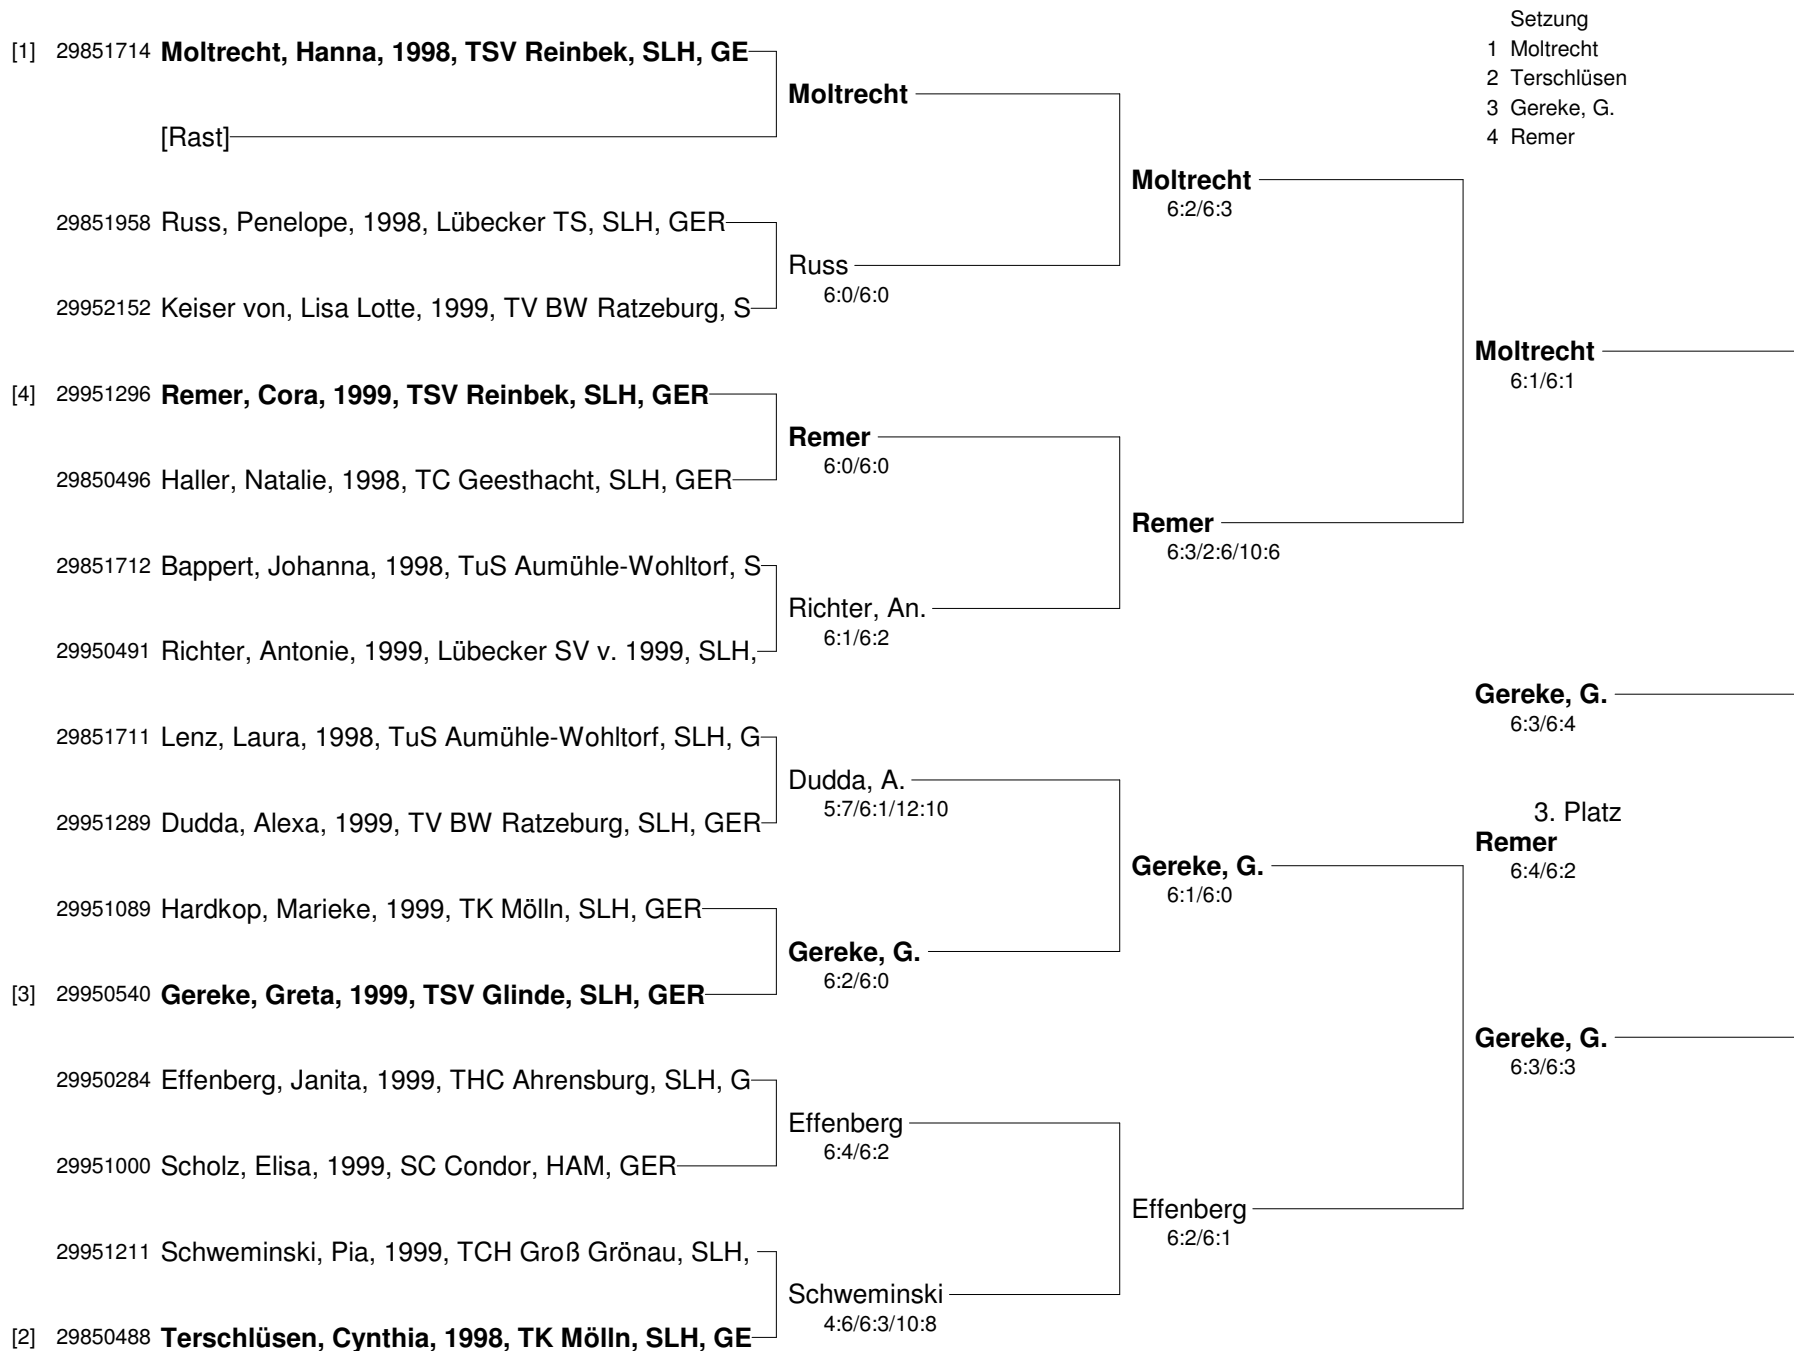 Setzung
1 Moltrecht
2 Terschlüsen
3 Gereke, G.
4 Remer
[1] 29851714 Moltrecht, Hanna, 1998, TSV Reinbek, SLH, GE
Moltrecht
[Rast]
Moltrecht
6:2/6:3
29851958 Russ, Penelope, 1998, Lübecker TS, SLH, GER
Russ
6:0/6:0
29952152 Keiser von, Lisa Lotte, 1999, TV BW Ratzeburg, S
Moltrecht
6:1/6:1
[4] 29951296 Remer, Cora, 1999, TSV Reinbek, SLH, GER
Remer
6:0/6:0
29850496 Haller, Natalie, 1998, TC Geesthacht, SLH, GER
Remer
6:3/2:6/10:6
29851712 Bappert, Johanna, 1998, TuS Aumühle-Wohltorf, S
Richter, An.
6:1/6:2
29950491 Richter, Antonie, 1999, Lübecker SV v. 1999, SLH,
Gereke, G.
6:3/6:4
29851711 Lenz, Laura, 1998, TuS Aumühle-Wohltorf, SLH, G
Dudda, A.
5:7/6:1/12:10
29951289 Dudda, Alexa, 1999, TV BW Ratzeburg, SLH, GER
3. Platz
Remer
6:4/6:2
Gereke, G.
6:1/6:0
29951089 Hardkop, Marieke, 1999, TK Mölln, SLH, GER
Gereke, G.
6:2/6:0
[3] 29950540 Gereke, Greta, 1999, TSV Glinde, SLH, GER
Gereke, G.
6:3/6:3
29950284 Effenberg, Janita, 1999, THC Ahrensburg, SLH, G
Effenberg
6:4/6:2
29951000 Scholz, Elisa, 1999, SC Condor, HAM, GER
Effenberg
6:2/6:1
29951211 Schweminski, Pia, 1999, TCH Groß Grönau, SLH,
Schweminski
4:6/6:3/10:8
[2] 29850488 Terschlüsen, Cynthia, 1998, TK Mölln, SLH, GE